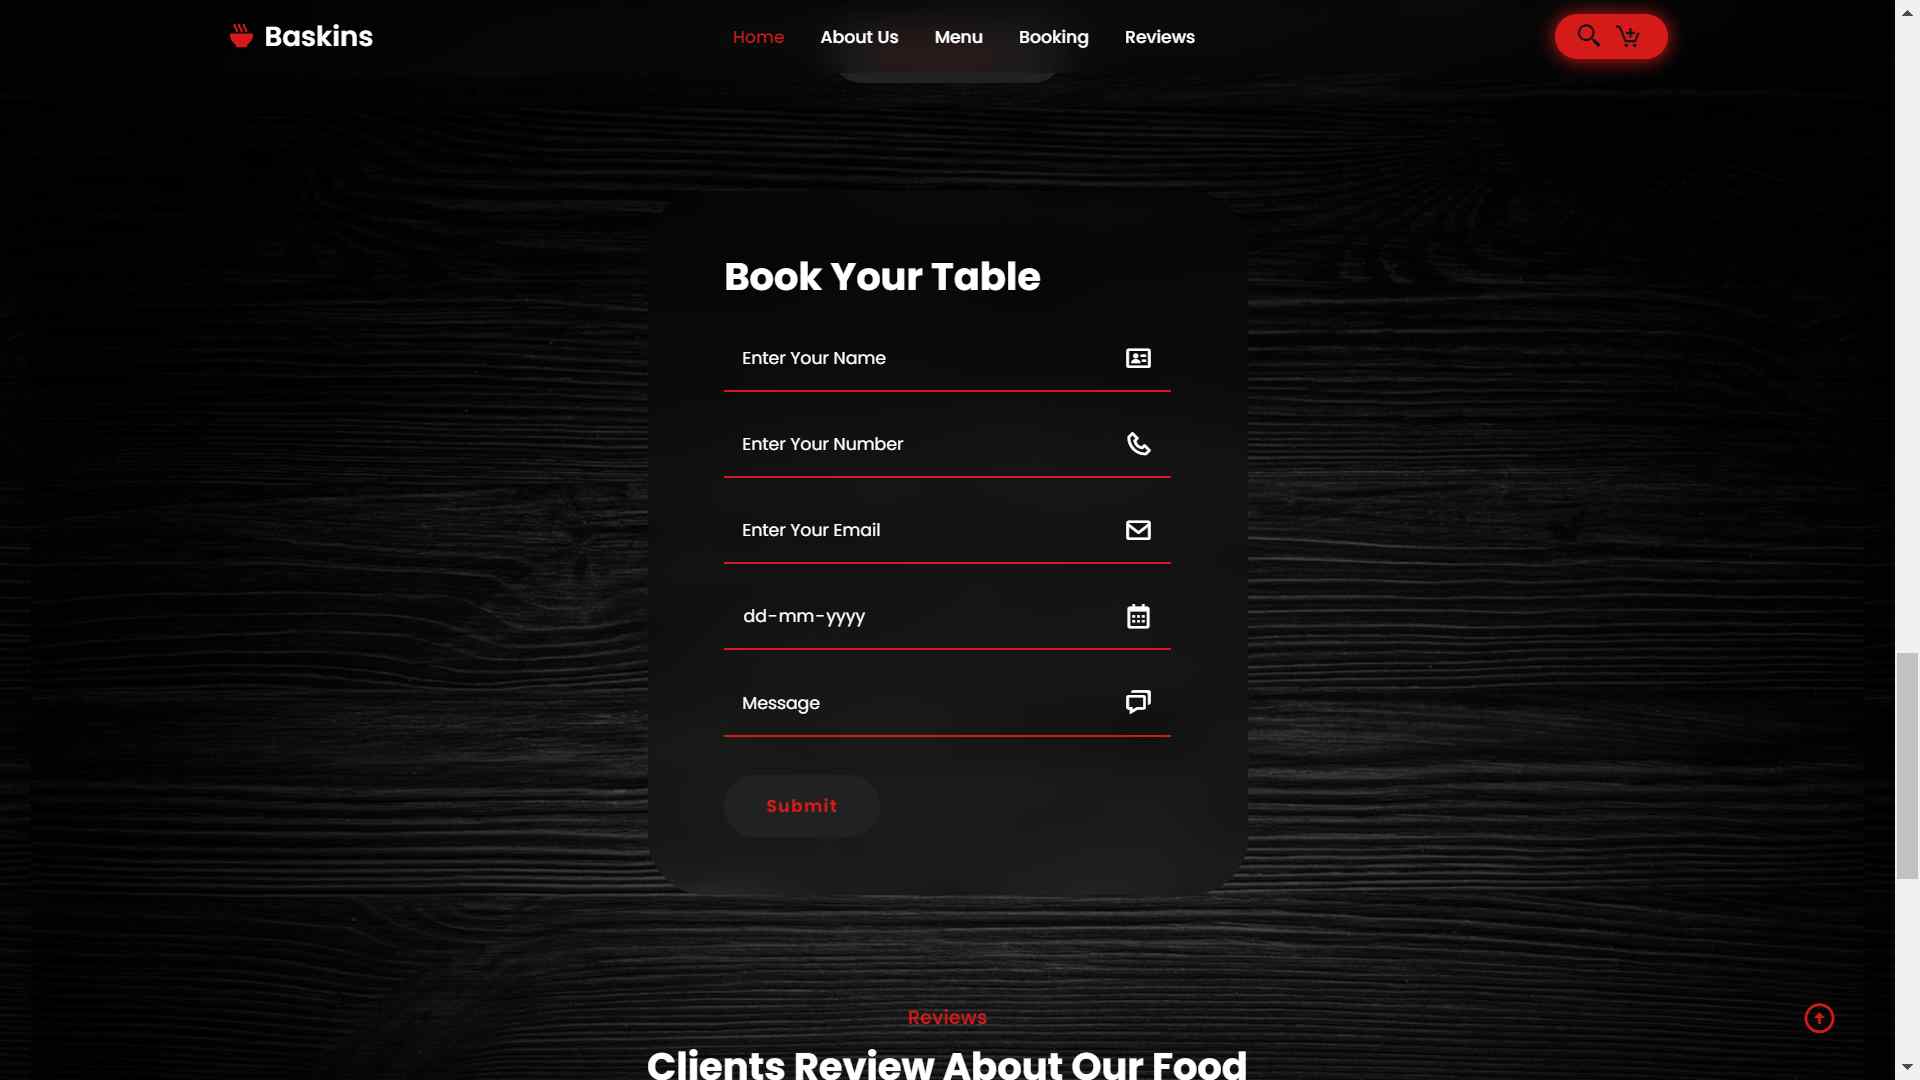 Baskins
Home About Us Menu Booking Reviews
Book Your Table
Enter Your Name
Enter Your Number
Enter Your Email
dd-mm-yyyy
Message
Submit
Reviews
Clients Review About Our Food